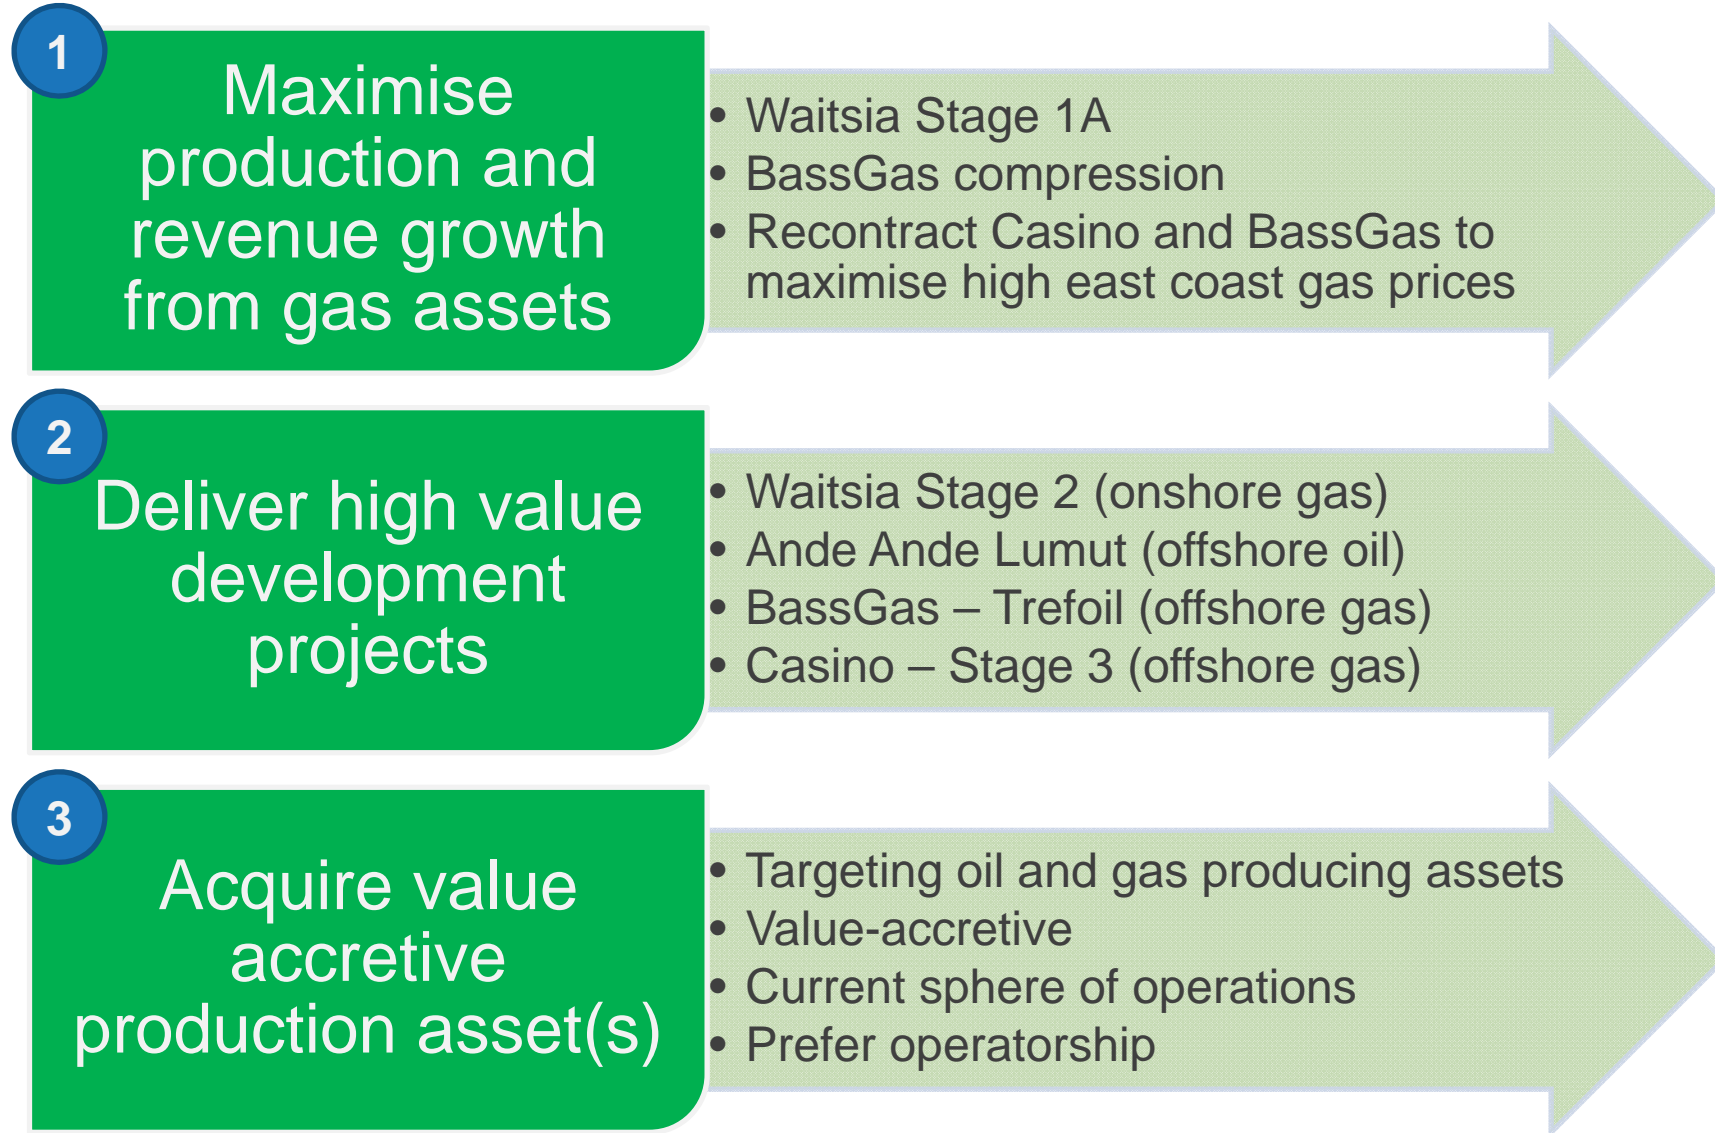 1
Maximise
production and
revenue growth
from gas assets
• Waitsia Stage 1A
• BassGas compression
• Recontract Casino and BassGas to
maximise high east coast gas prices
2
Deliver high value
development
projects
• Waitsia Stage 2 (onshore gas)
• Ande Ande Lumut (offshore oil)
• BassGas – Trefoil (offshore gas)
• Casino – Stage 3 (offshore gas)
3
Acquire value
accretive
production asset(s)
• Targeting oil and gas producing assets
• Value-accretive
• Current sphere of operations
• Prefer operatorship